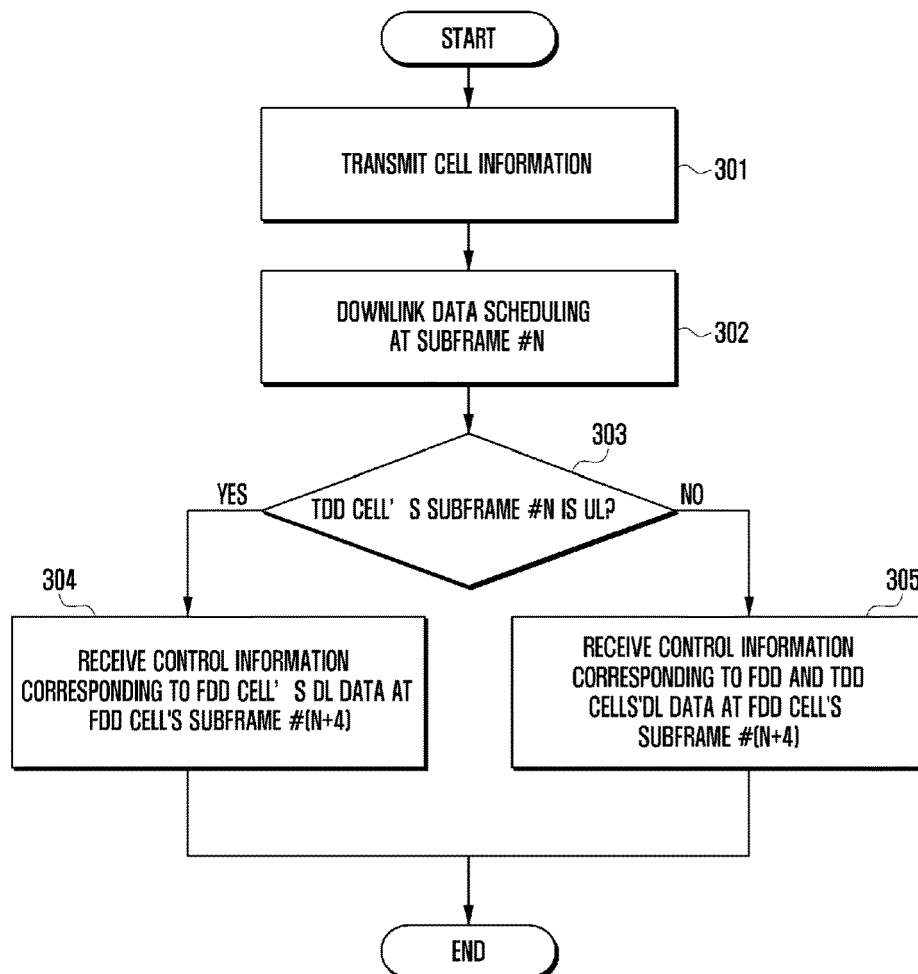 START
TRANSMIT CELL INFORMATION
301
DOWNLINK DATA SCHEDULING
AT SUBFRAME #N
302
303
YES
TDD CELL' S SUBFRAME #N IS UL?
NO
304
RECEIVE CONTROL INFORMATION
CORRESPONDING TO FDD CELL' S DL DATA AT
FDD CELL'S SUBFRAME #(N+4)
305
RECEIVE CONTROL INFORMATION
CORRESPONDING TO FDD AND TDD
CELLS'DL DATA AT FDD CELL'S
SUBFRAME #(N+4)
END